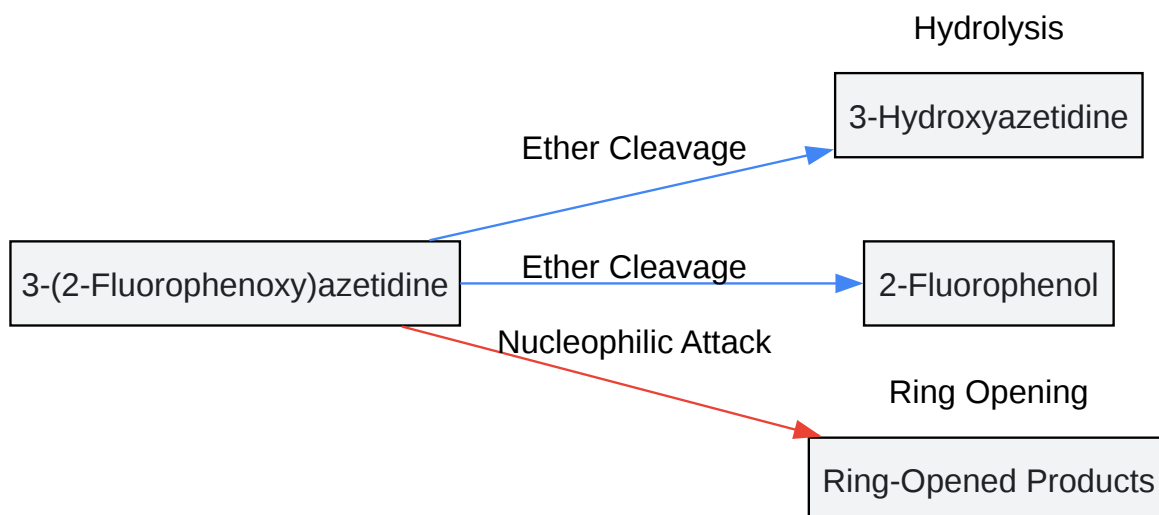 Hydrolysis
3-Hydroxyazetidine
Ether Cleavage
3-(2-Fluorophenoxy)azetidine
Ether Cleavage
2-Fluorophenol
Nucleophilic Attack
Ring Opening
Ring-Opened Products